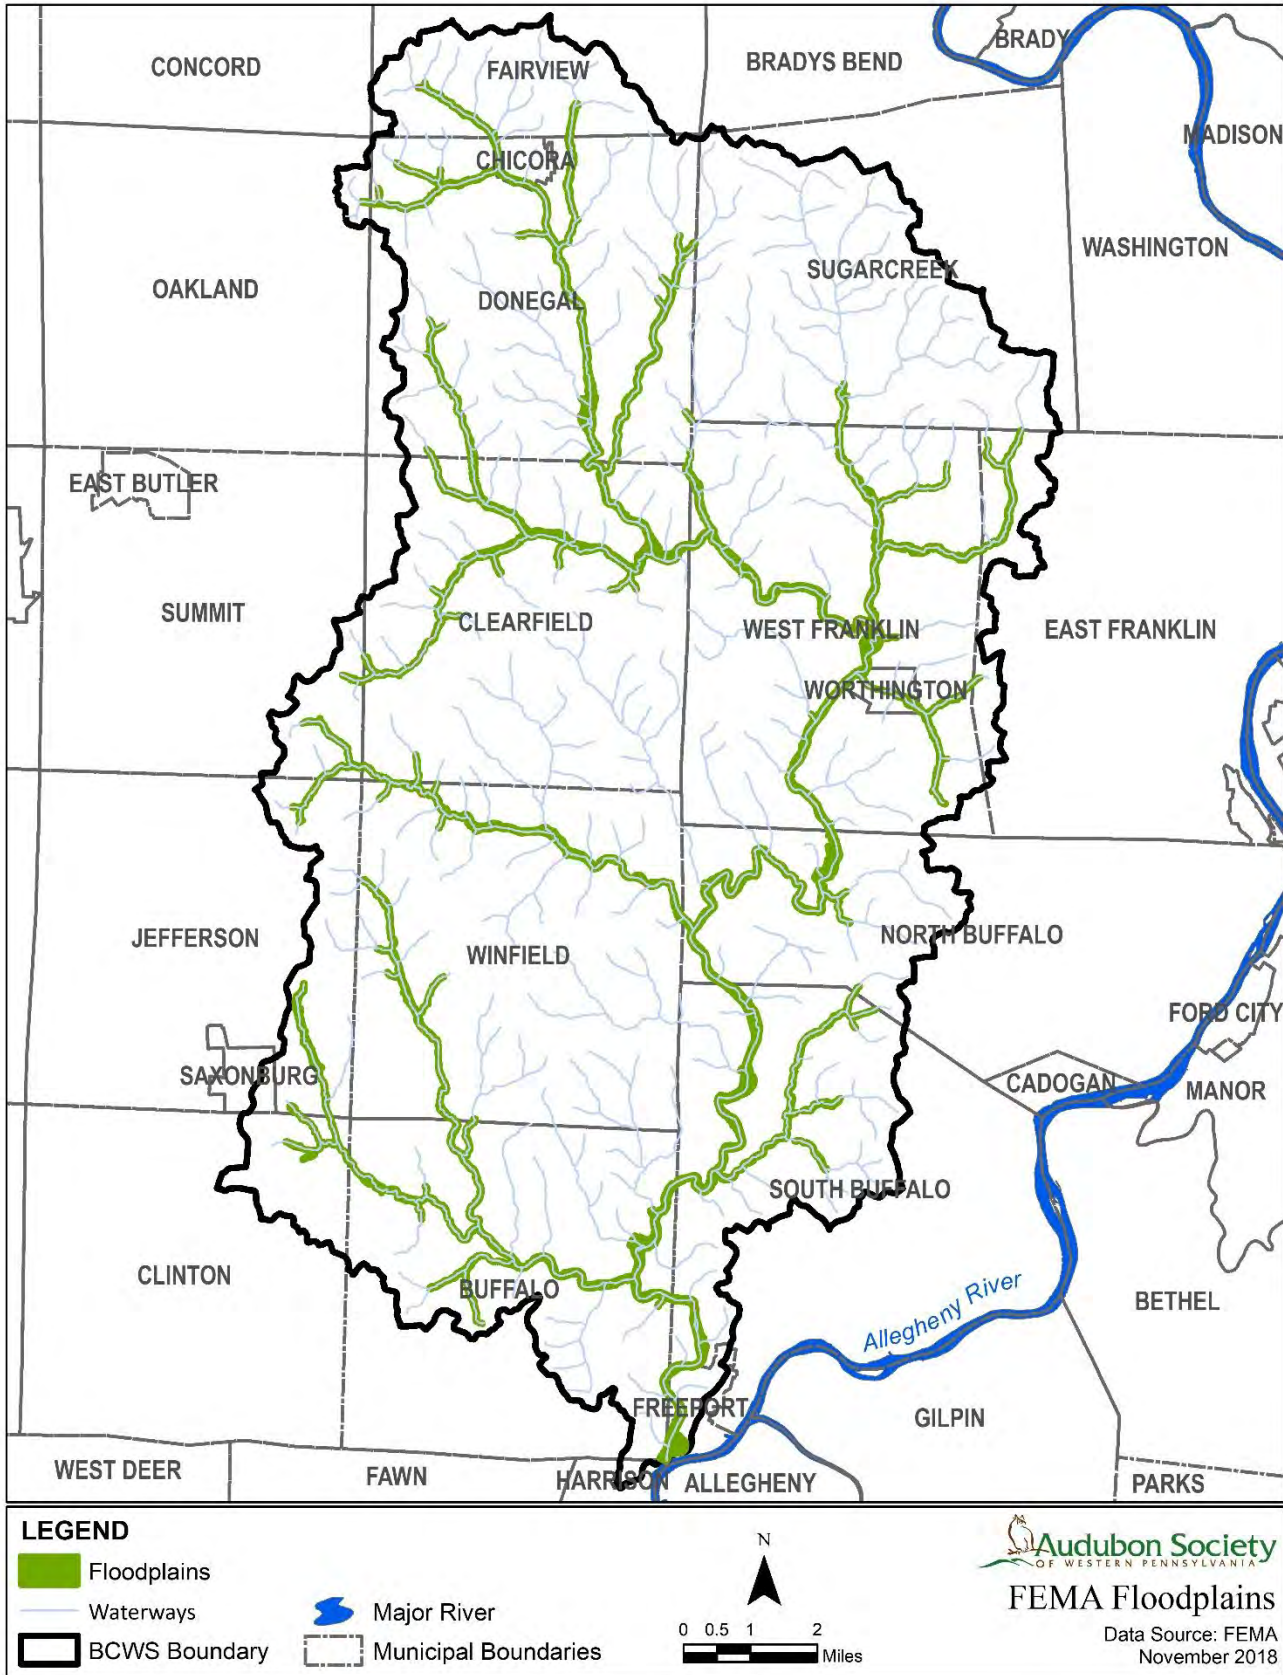 CONCORD
FAIRVIEW
BRADYS BEND
BRADY
MADISON
CHICORA
WASHINGTON
OAKLAND
DONEGAL
SUGARCREEK
EAST BUTLER
SUMMIT
CLEARFIELD
WEST FRANKLIN
EAST FRANKLIN
WORTHINGTON
JEFFERSON
WINFIELD
NORTH BUFFALO
FORD CITY
SAXONBURG
CADOGAN
MANOR
SOUTH BUFFALO
CLINTON
BUFFALO
Allegheny River
BETHEL
FREEPORT
GILPIN
WEST DEER
FAWN
HARRISON
ALLEGHENY
PARKS
LEGEND
Floodplains
Waterways
BCWS Boundary
Major River
Municipal Boundaries
N
0 0.5 1 2
Miles
Audubon Society
OF WESTERN PENNSYLVANIA
FEMA Floodplains
Data Source: FEMA
November 2018